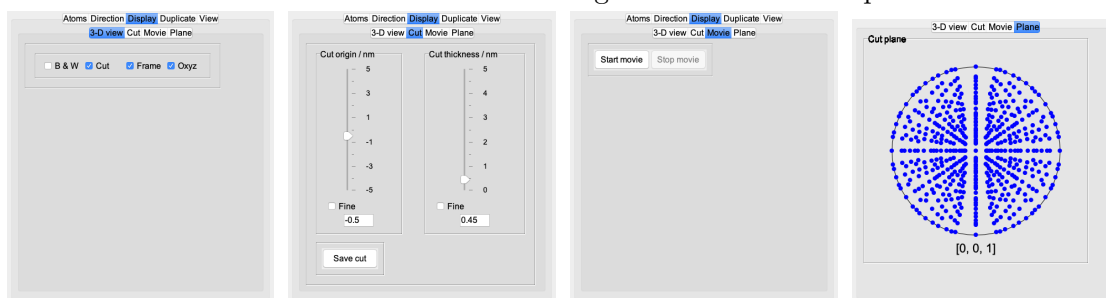 Atoms Direction Display Duplicate View
3-D view Cut Movie Plane
B & W Cut Frame Oxyz
Atoms Direction Display Duplicate View
3-D view Cut Movie Plane
Cut origin / nm
5
3
1
-1
-3
-5
Fine
-0.5
Cut thickness / nm
5
4
3
2
1
0
Fine
0.45
Save cut
Atoms Direction Display Duplicate View
3-D view Cut Movie Plane
Start movie Stop movie
3-D view Cut Movie Plane
Cut plane
[0, 0, 1]